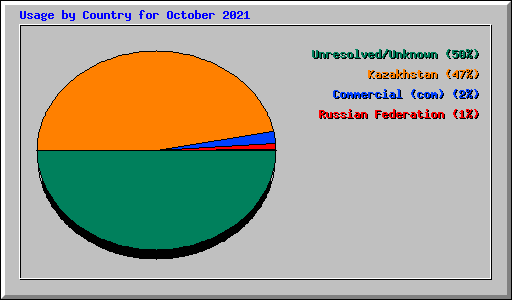 Usage by Country for October 2021
Unresolved/Unknown (50%)
Kazakhstan (47%)
Commercial (com) (2%)
Russian Federation (1%)